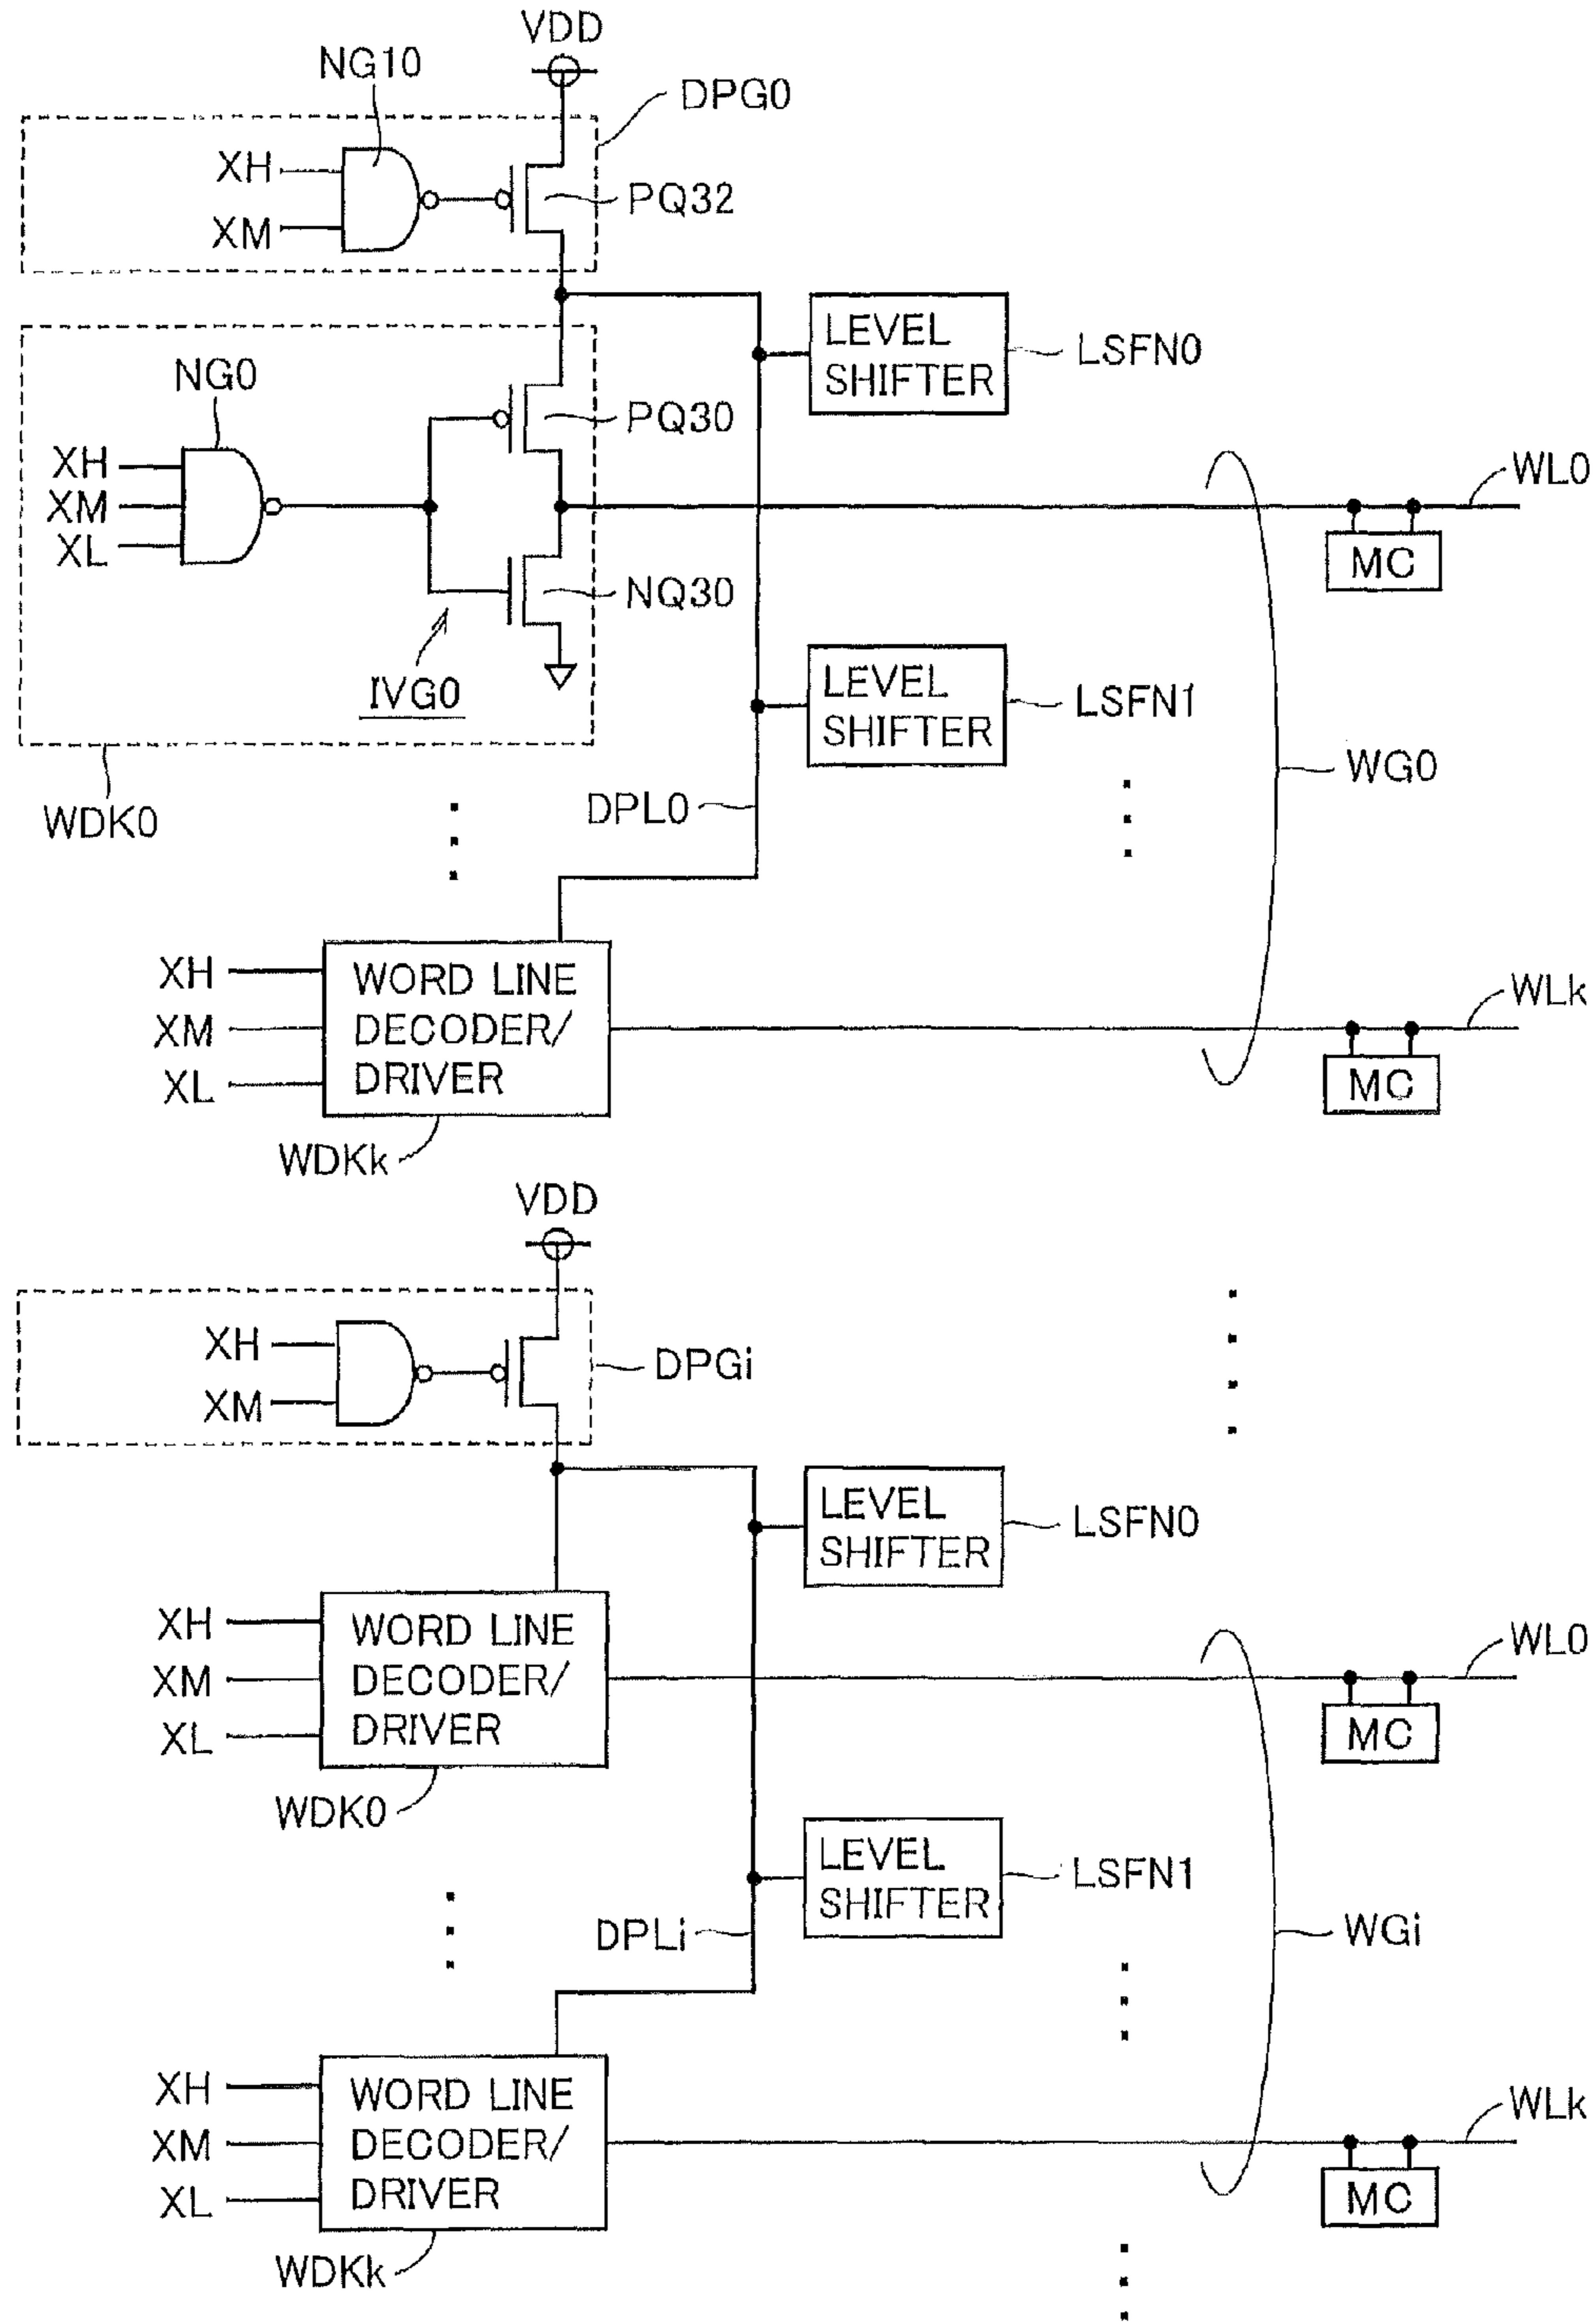 VDD
NG10
DPG0
XH
PQ32
XM
LEVEL
SHIFTER
LSFN0
NG0
PQ30
XH
XM
XL
WL0
MC
NQ30
IVG0
LEVEL
SHIFTER
LSFN1
WG0
WDK0
DPL0
XH
XM
XL
WORD LINE
DECODER/
DRIVER
WLk
MC
WDKk
VDD
XH
XM
DPGi
LEVEL
SHIFTER
LSFN0
XH
XM
XL
WORD LINE
DECODER/
DRIVER
WL0
MC
WDK0
LEVEL
SHIFTER
LSFN1
DPLi
WGi
XH
XM
XL
WORD LINE
DECODER/
DRIVER
WLk
MC
WDKk